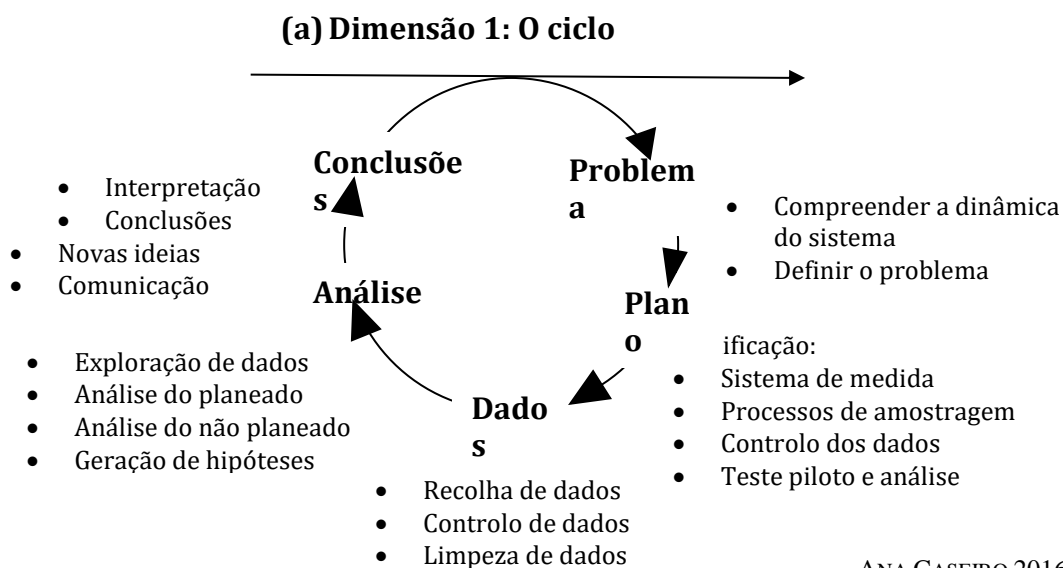 (a) Dimensão 1: O ciclo
Conclusõe
s
Problem
a
• Interpretação
• Conclusões
• Novas ideias
• Comunicação
• Compreender a dinâmica
do sistema
• Definir o problema
Análise
Plan
o
ificação:
• Sistema de medida
• Processos de amostragem
• Controlo dos dados
• Teste piloto e análise
• Exploração de dados
• Análise do planeado
• Análise do não planeado
• Geração de hipóteses
Dado
s
• Recolha de dados
• Controlo de dados
• Limpeza de dados
ANA CASEIRO 2016